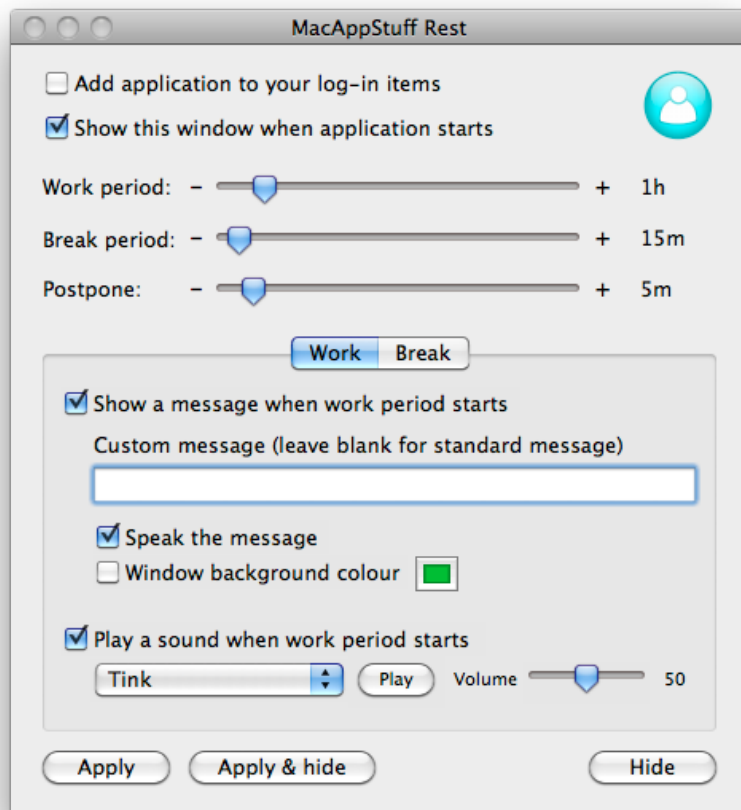 MacAppStuff Rest
Add application to your log-in items
Show this window when application starts
Work period: - + 1h
Break period: - + 15m
Postpone: - + 5m
Work Break
Show a message when work period starts
Custom message (leave blank for standard message)
Speak the message
Window background colour
Play a sound when work period starts
Tink Play Volume 50
Apply Apply & hide Hide